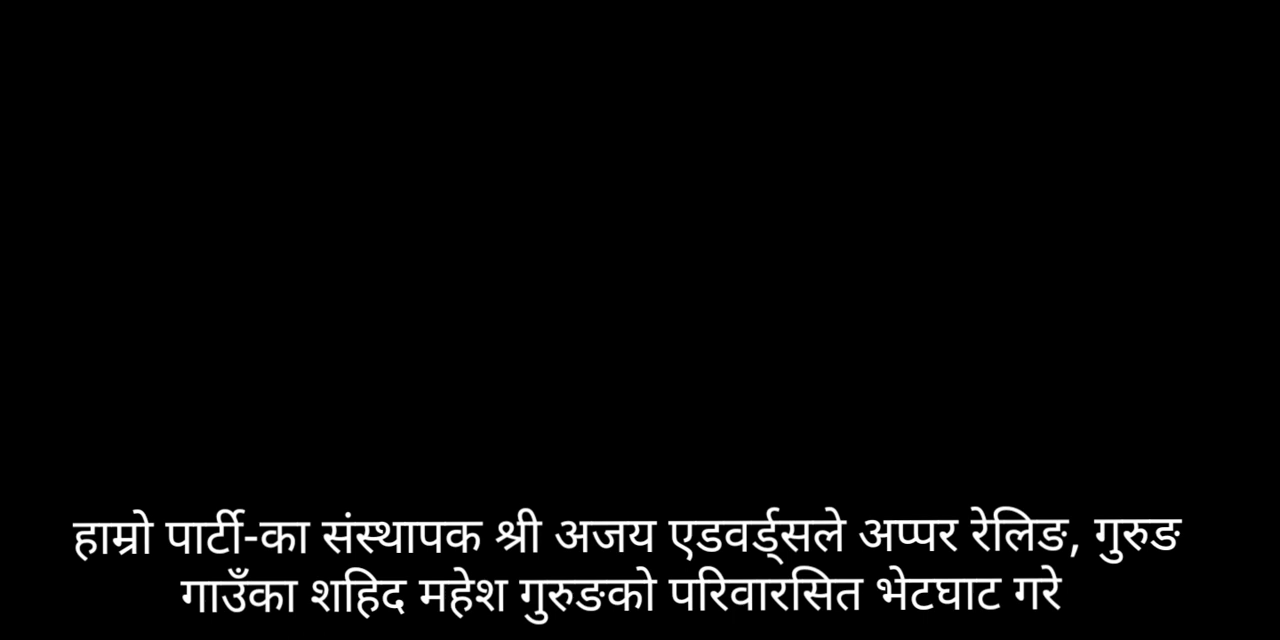 हाम्रो पार्टी-का संस्थापक श्री अजय एडवर्ड्सले अप्पर रेलिङ, गुरुङ
गाउँका शहिद महेश गुरुङको परिवारसित भेटघाट गरे